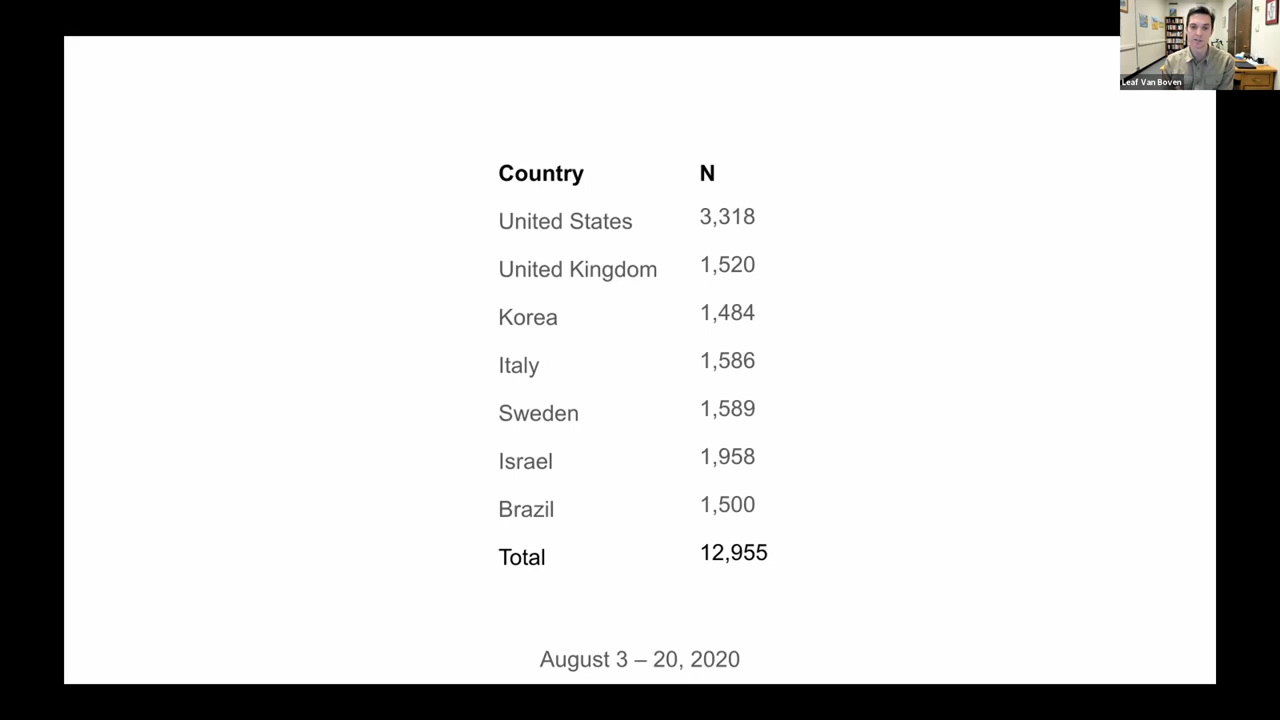 Leaf Van Boven
Country N
United States 3,318
United Kingdom 1,520
Korea 1,484
Italy 1,586
Sweden 1,589
Israel 1,958
Brazil 1,500
Total 12,955
August 3 – 20, 2020